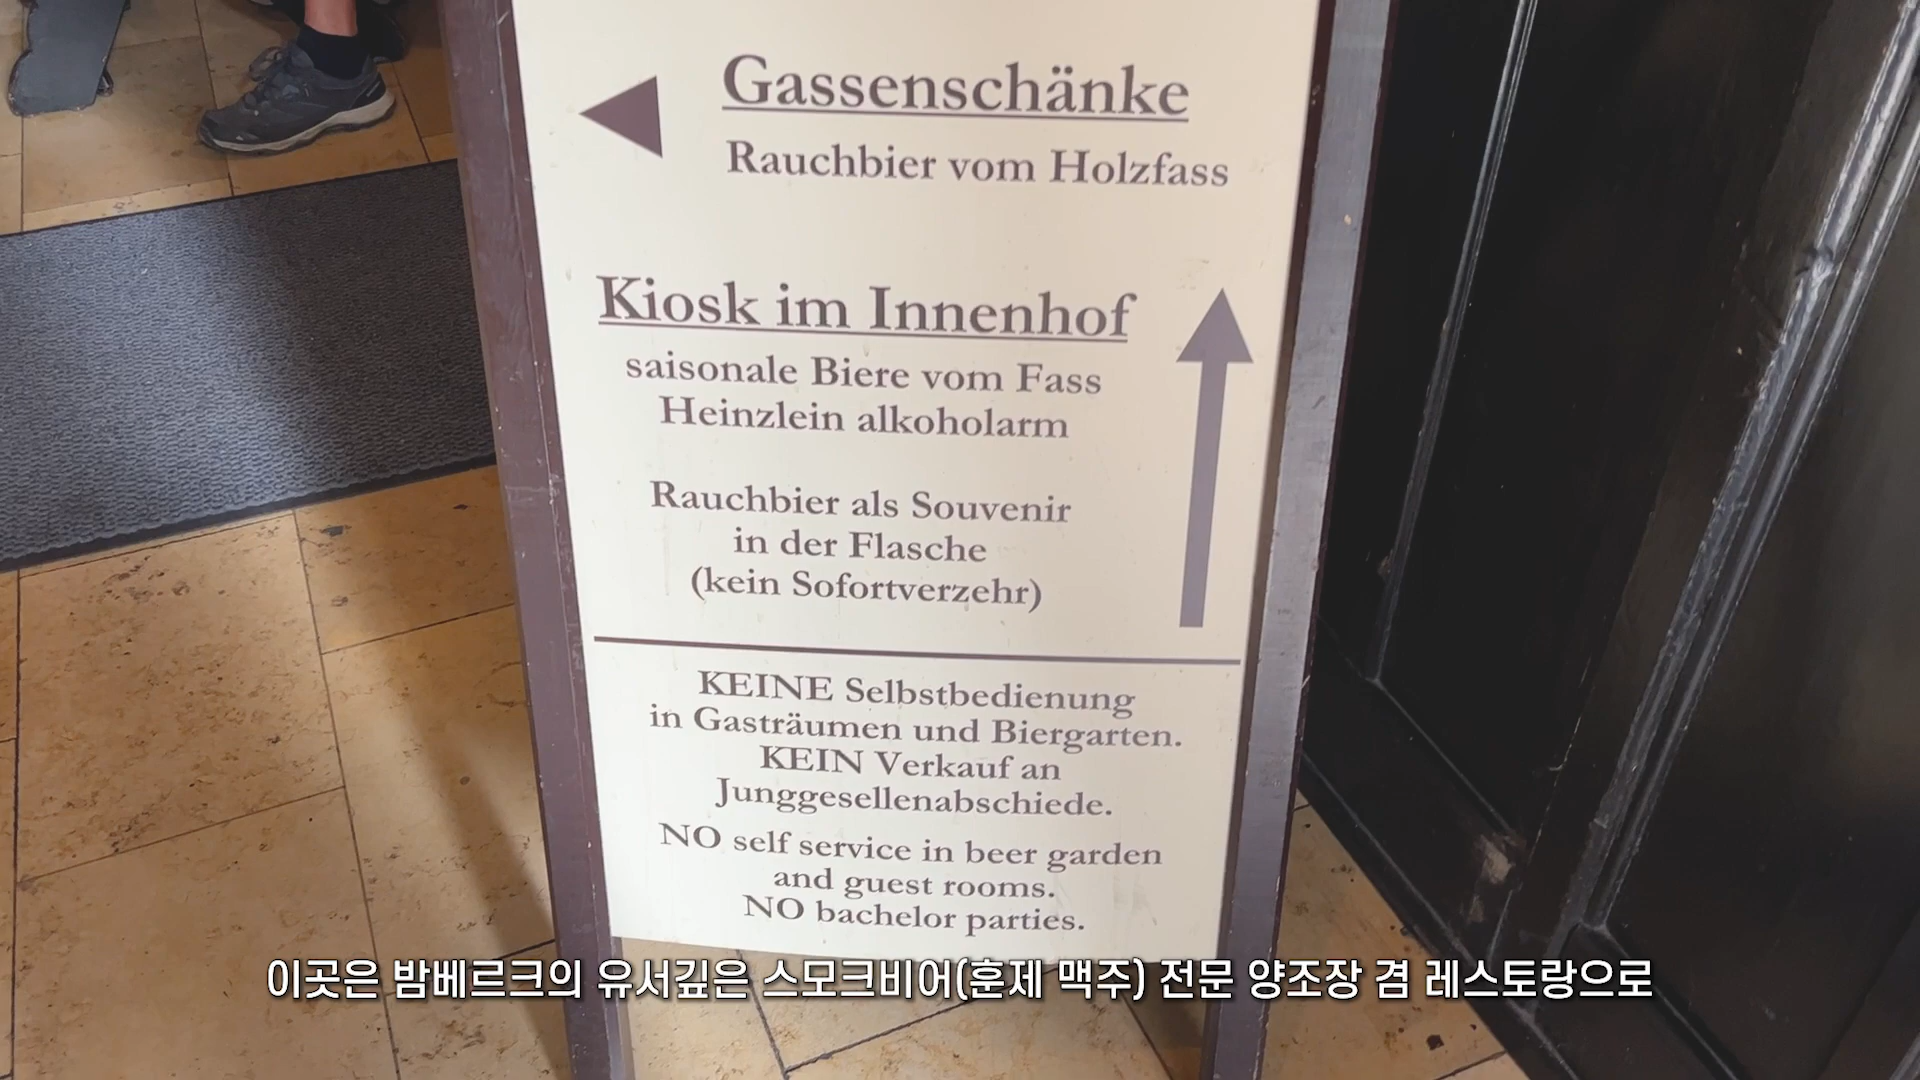 Gassenschänke
Rauchbier vom Holzfass
Kiosk im Innenhof
saisonale Biere vom Fass
Heinzlein alkoholarm
Rauchbier als Souvenir
in der Flasche
(kein Sofortverzehr)
KEINE Selbstbedienung
in Gasträumen und Biergarten.
KEIN Verkauf an
Junggesellenabschiede.
NO self service in beer garden
and guest rooms.
NO bachelor parties.
이곳은 밤베르크의 유서깊은 스모크비어(훈제 맥주) 전문 양조장 겸 레스토랑으로